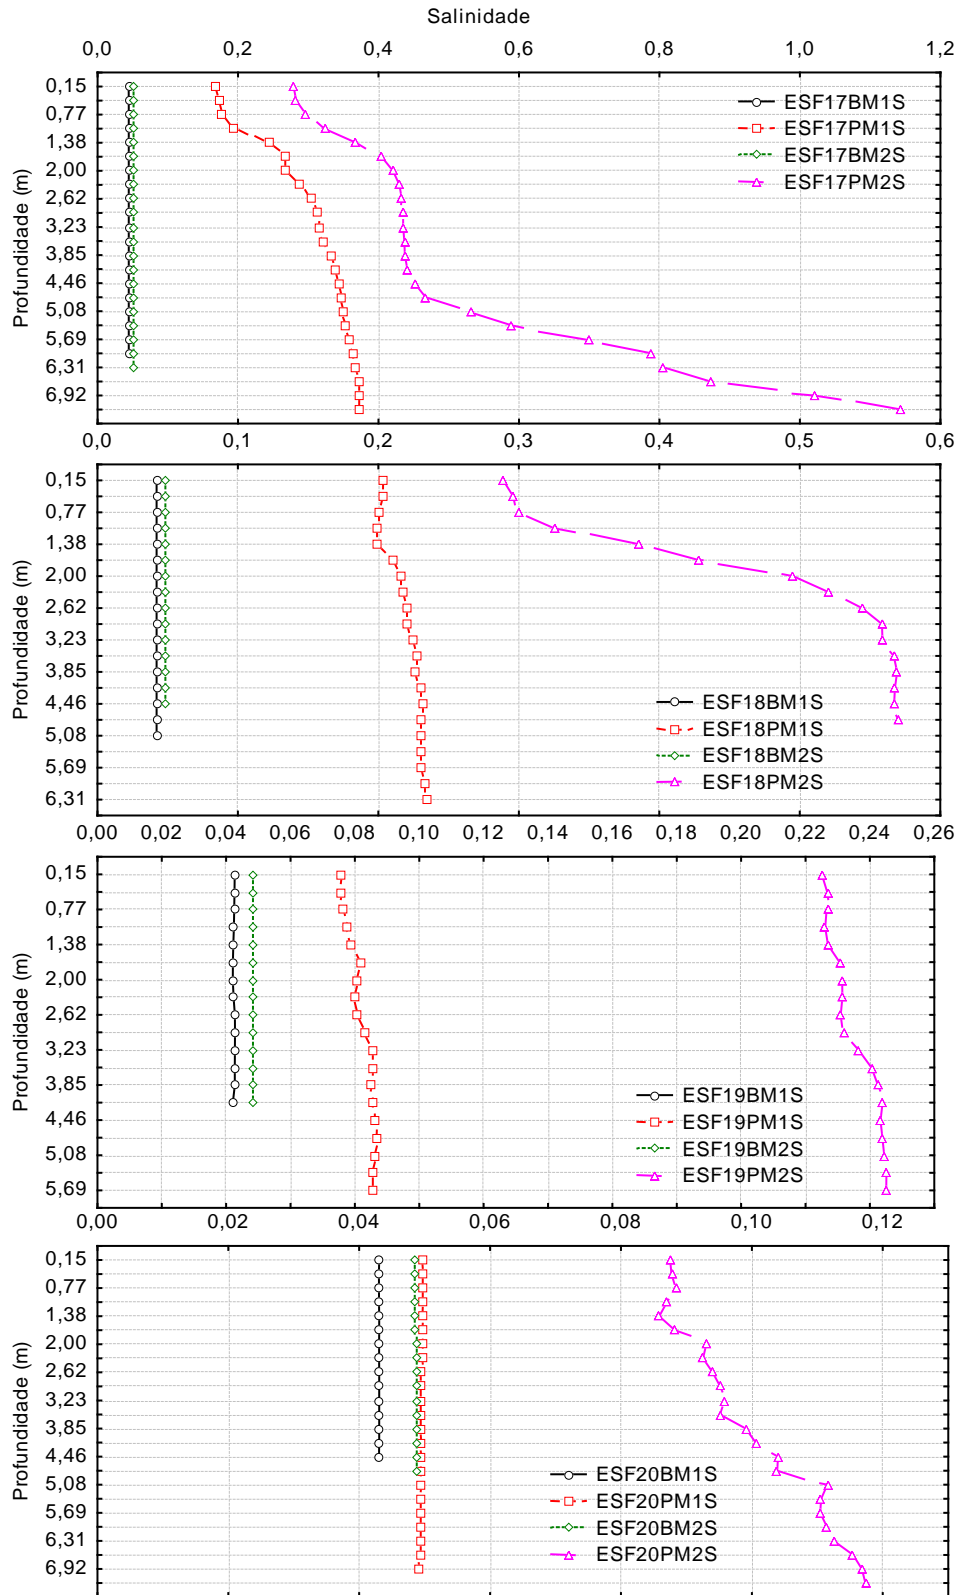 Salinidade
0,0 0,2 0,4 0,6 0,8 1,0 1,2
0,15
0,77
1,38
2,00
2,62
3,23
3,85
4,46
5,08
5,69
6,31
6,92
Profundidade (m)
ESF17BM1S
ESF17PM1S
ESF17BM2S
ESF17PM2S
0,0 0,1 0,2 0,3 0,4 0,5 0,6
0,15
0,77
1,38
2,00
2,62
3,23
3,85
4,46
5,08
5,69
6,31
Profundidade (m)
ESF18BM1S
ESF18PM1S
ESF18BM2S
ESF18PM2S
0,00 0,02 0,04 0,06 0,08 0,10 0,12 0,14 0,16 0,18 0,20 0,22 0,24 0,26
0,15
0,77
1,38
2,00
2,62
3,23
3,85
4,46
5,08
5,69
Profundidade (m)
ESF19BM1S
ESF19PM1S
ESF19BM2S
ESF19PM2S
0,00 0,02 0,04 0,06 0,08 0,10 0,12
0,15
0,77
1,38
2,00
2,62
3,23
3,85
4,46
5,08
5,69
6,31
6,92
Profundidade (m)
ESF20BM1S
ESF20PM1S
ESF20BM2S
ESF20PM2S